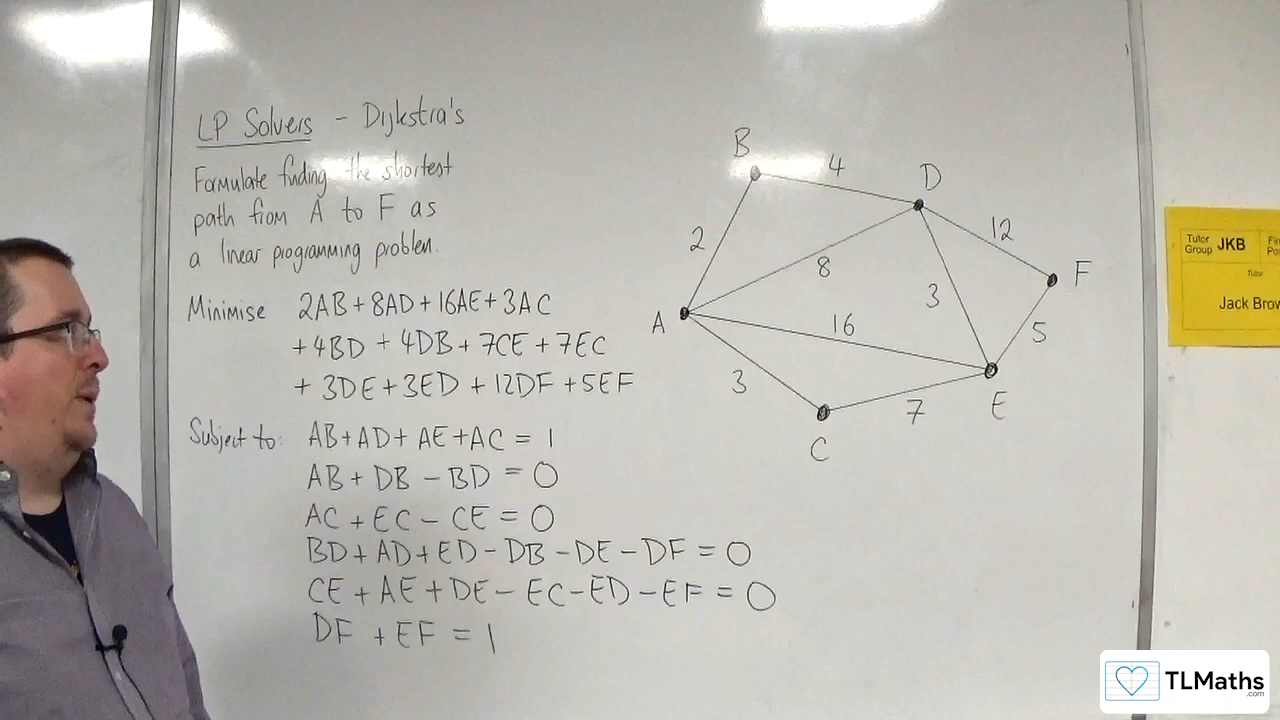 LP Solvers - Dijkstra's
Formulate finding the shortest
path from A to F as
a linear programming problem.
Minimise 2AB + 8AD + 16AE + 3AC
+ 4BD + 4DB + 7CE + 7EC
+ 3DE + 3ED + 12DF + 5EF
Subject to: AB + AD + AE + AC = 1
AB + DB - BD = 0
AC + EC - CE = 0
BD + AD + ED - DB - DE - DF = 0
CE + AE + DE - EC - ED - EF = 0
DF + EF = 1
B
4
D
12
2
8
F
3
A
16
5
3
E
7
C
Tutor
Group JKB
Tutor
Jack
TLMaths
.com